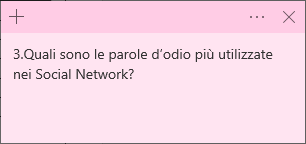 3.Quali sono le parole d'odio più utilizzate
nei Social Network?